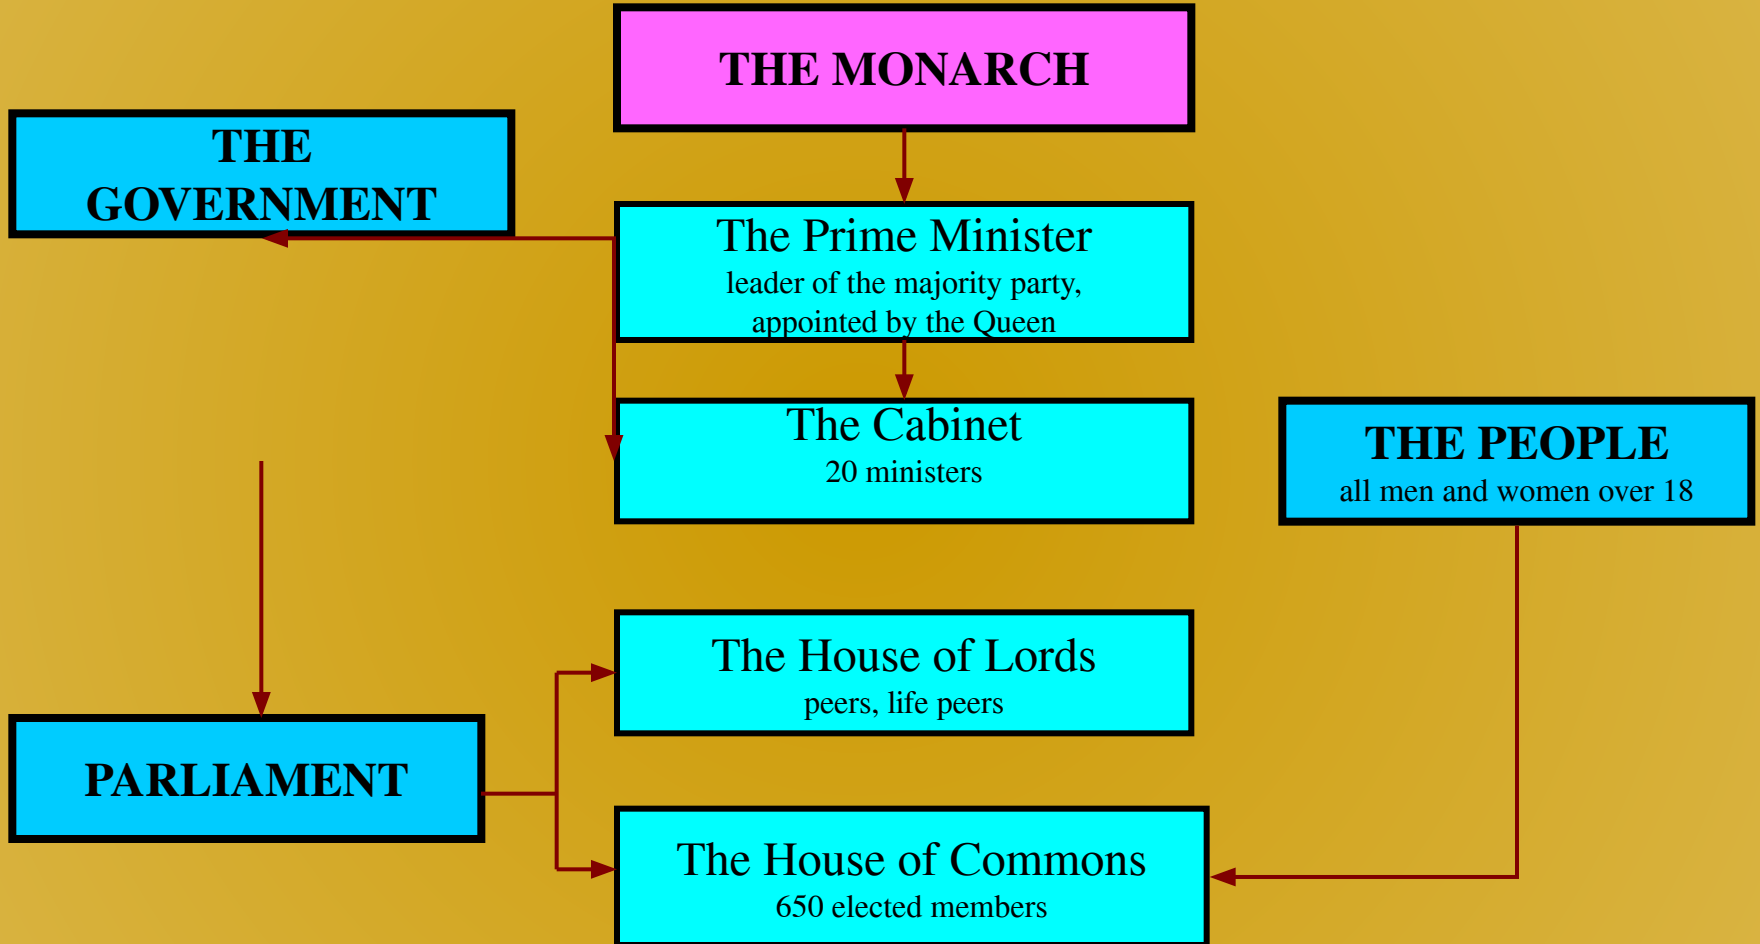 THE MONARCH
THE
GOVERNMENT
The Prime Minister
leader of the majority party,
appointed by the Queen
The Cabinet
20 ministers
THE PEOPLE
all men and women over 18
The House of Lords
peers, life peers
PARLIAMENT
The House of Commons
650 elected members